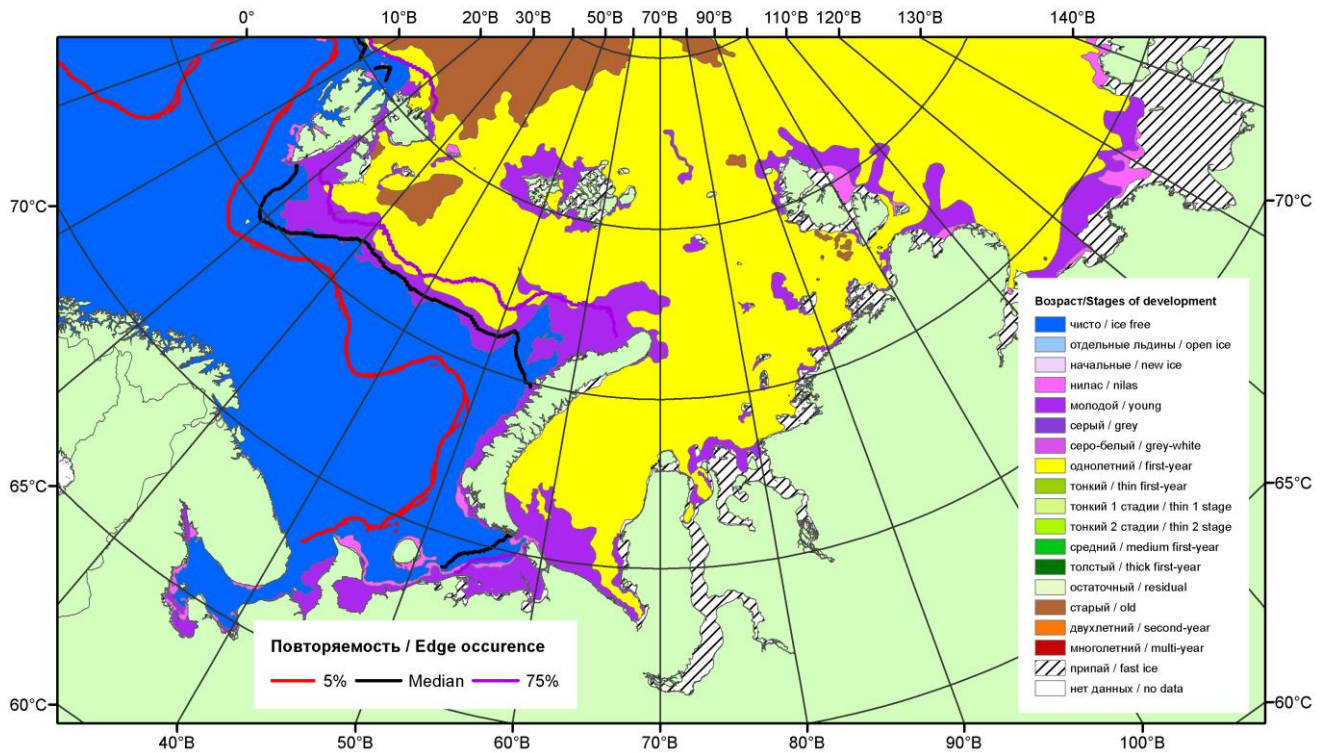 0° 10°В 20°В 30°В 40°В 50°В 60°В 70°В 90°В 110°В 120°В 130°В 140°В
70°С 70°С
65°С 65°С
60°С 60°С
Возраст/Stages of development
чисто / ice free
отдельные льдины / open ice
начальные / new ice
нилас / nilas
молодой / young
серый / grey
серо-белый / grey-white
однолетний / first-year
тонкий / thin first-year
тонкий 1 стадии / thin 1 stage
тонкий 2 стадии / thin 2 stage
средний / medium first-year
толстый / thick first-year
остаточный / residual
старый / old
двухлетний / second-year
многолетний / multi-year
припай / fast ice
нет данных / no data
Повторяемость / Edge occurence
5% Median 75%
40°В 50°В 60°В 70°В 80°В 90°В 100°В